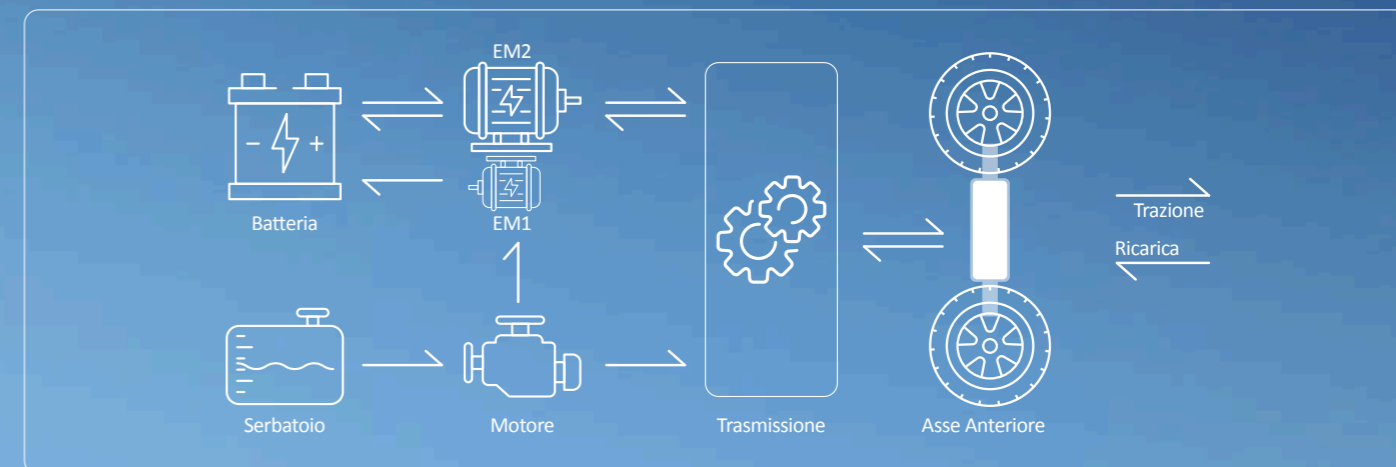 EM2
- +
Batteria
EM1
Trazione
Ricarica
Serbatoio
Motore
Trasmissione
Asse Anteriore